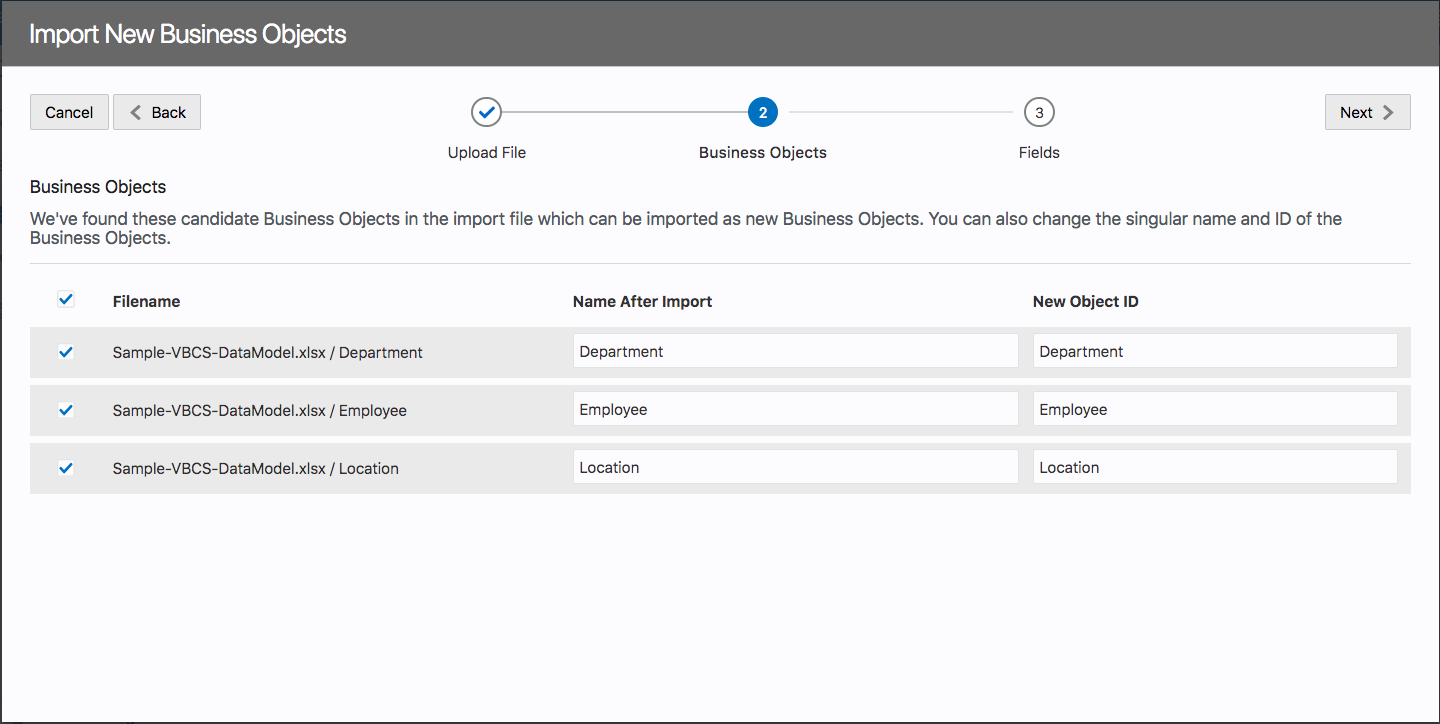 Import New Business Objects
Cancel
Back
2
3
Next
Upload File
Business Objects
Fields
Business Objects
We've found these candidate Business Objects in the import file which can be imported as new Business Objects. You can also change the singular name and ID of the
Business Objects.
Filename
Name After Import
New Object ID
Sample-VBCS-DataModel.xlsx / Department
Department
Department
Sample-VBCS-DataModel.xlsx / Employee
Employee
Employee
Sample-VBCS-DataModel.xlsx / Location
Location
Location